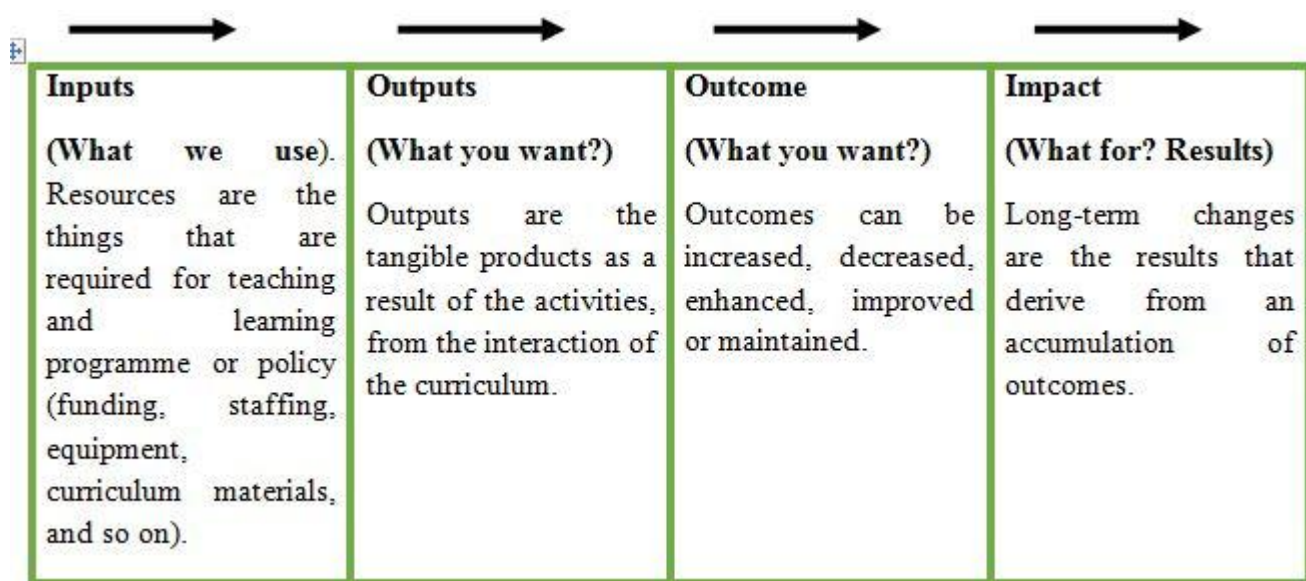 Inputs
(What we use).
Resources are the
things that are
required for teaching
and learning
programme or policy
(funding, staffing,
equipment,
curriculum materials,
and so on).
Outputs
(What you want?)
Outputs are the
tangible products as a
result of the activities,
from the interaction of
the curriculum.
Outcome
(What you want?)
Outcomes can be
increased, decreased,
enhanced, improved
or maintained.
Impact
(What for? Results)
Long-term changes
are the results that
derive from an
accumulation of
outcomes.